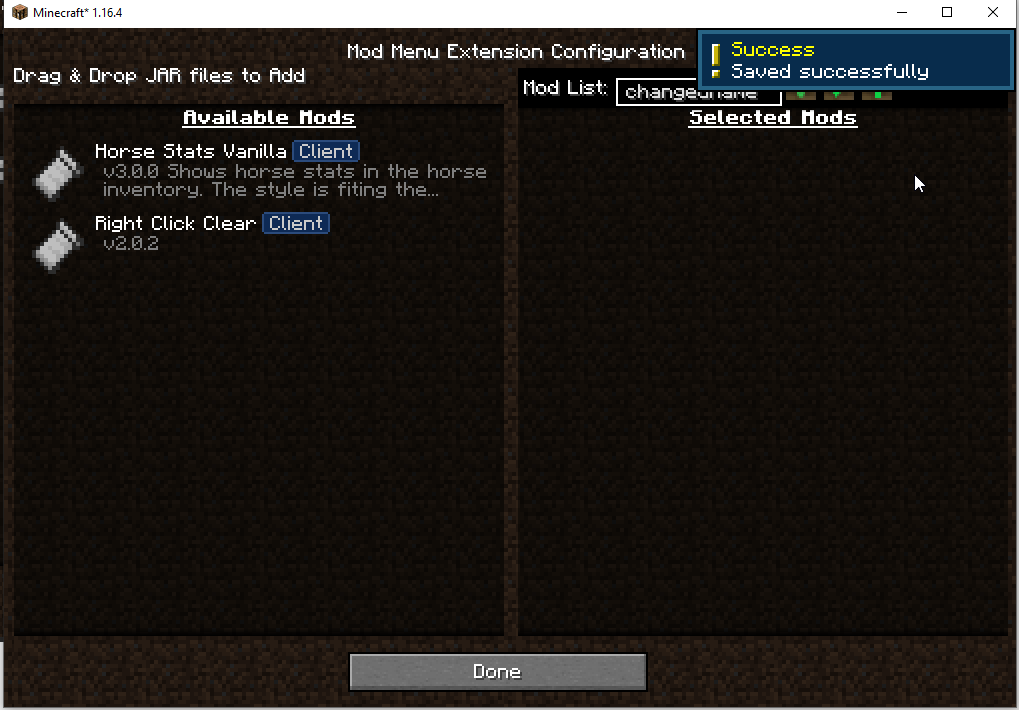 Minecraft* 1.16.4
Mod Menu Extension Configuration
Success
Saved successfully
Drag & Drop JAR files to Add
Mod List: changedname
Available Mods
Selected Mods
Horse Stats Vanilla Client
v3.0.0 Shows horse stats in the horse
inventory. The style is fiting the...
Right Click Clear Client
v2.0.2
Done